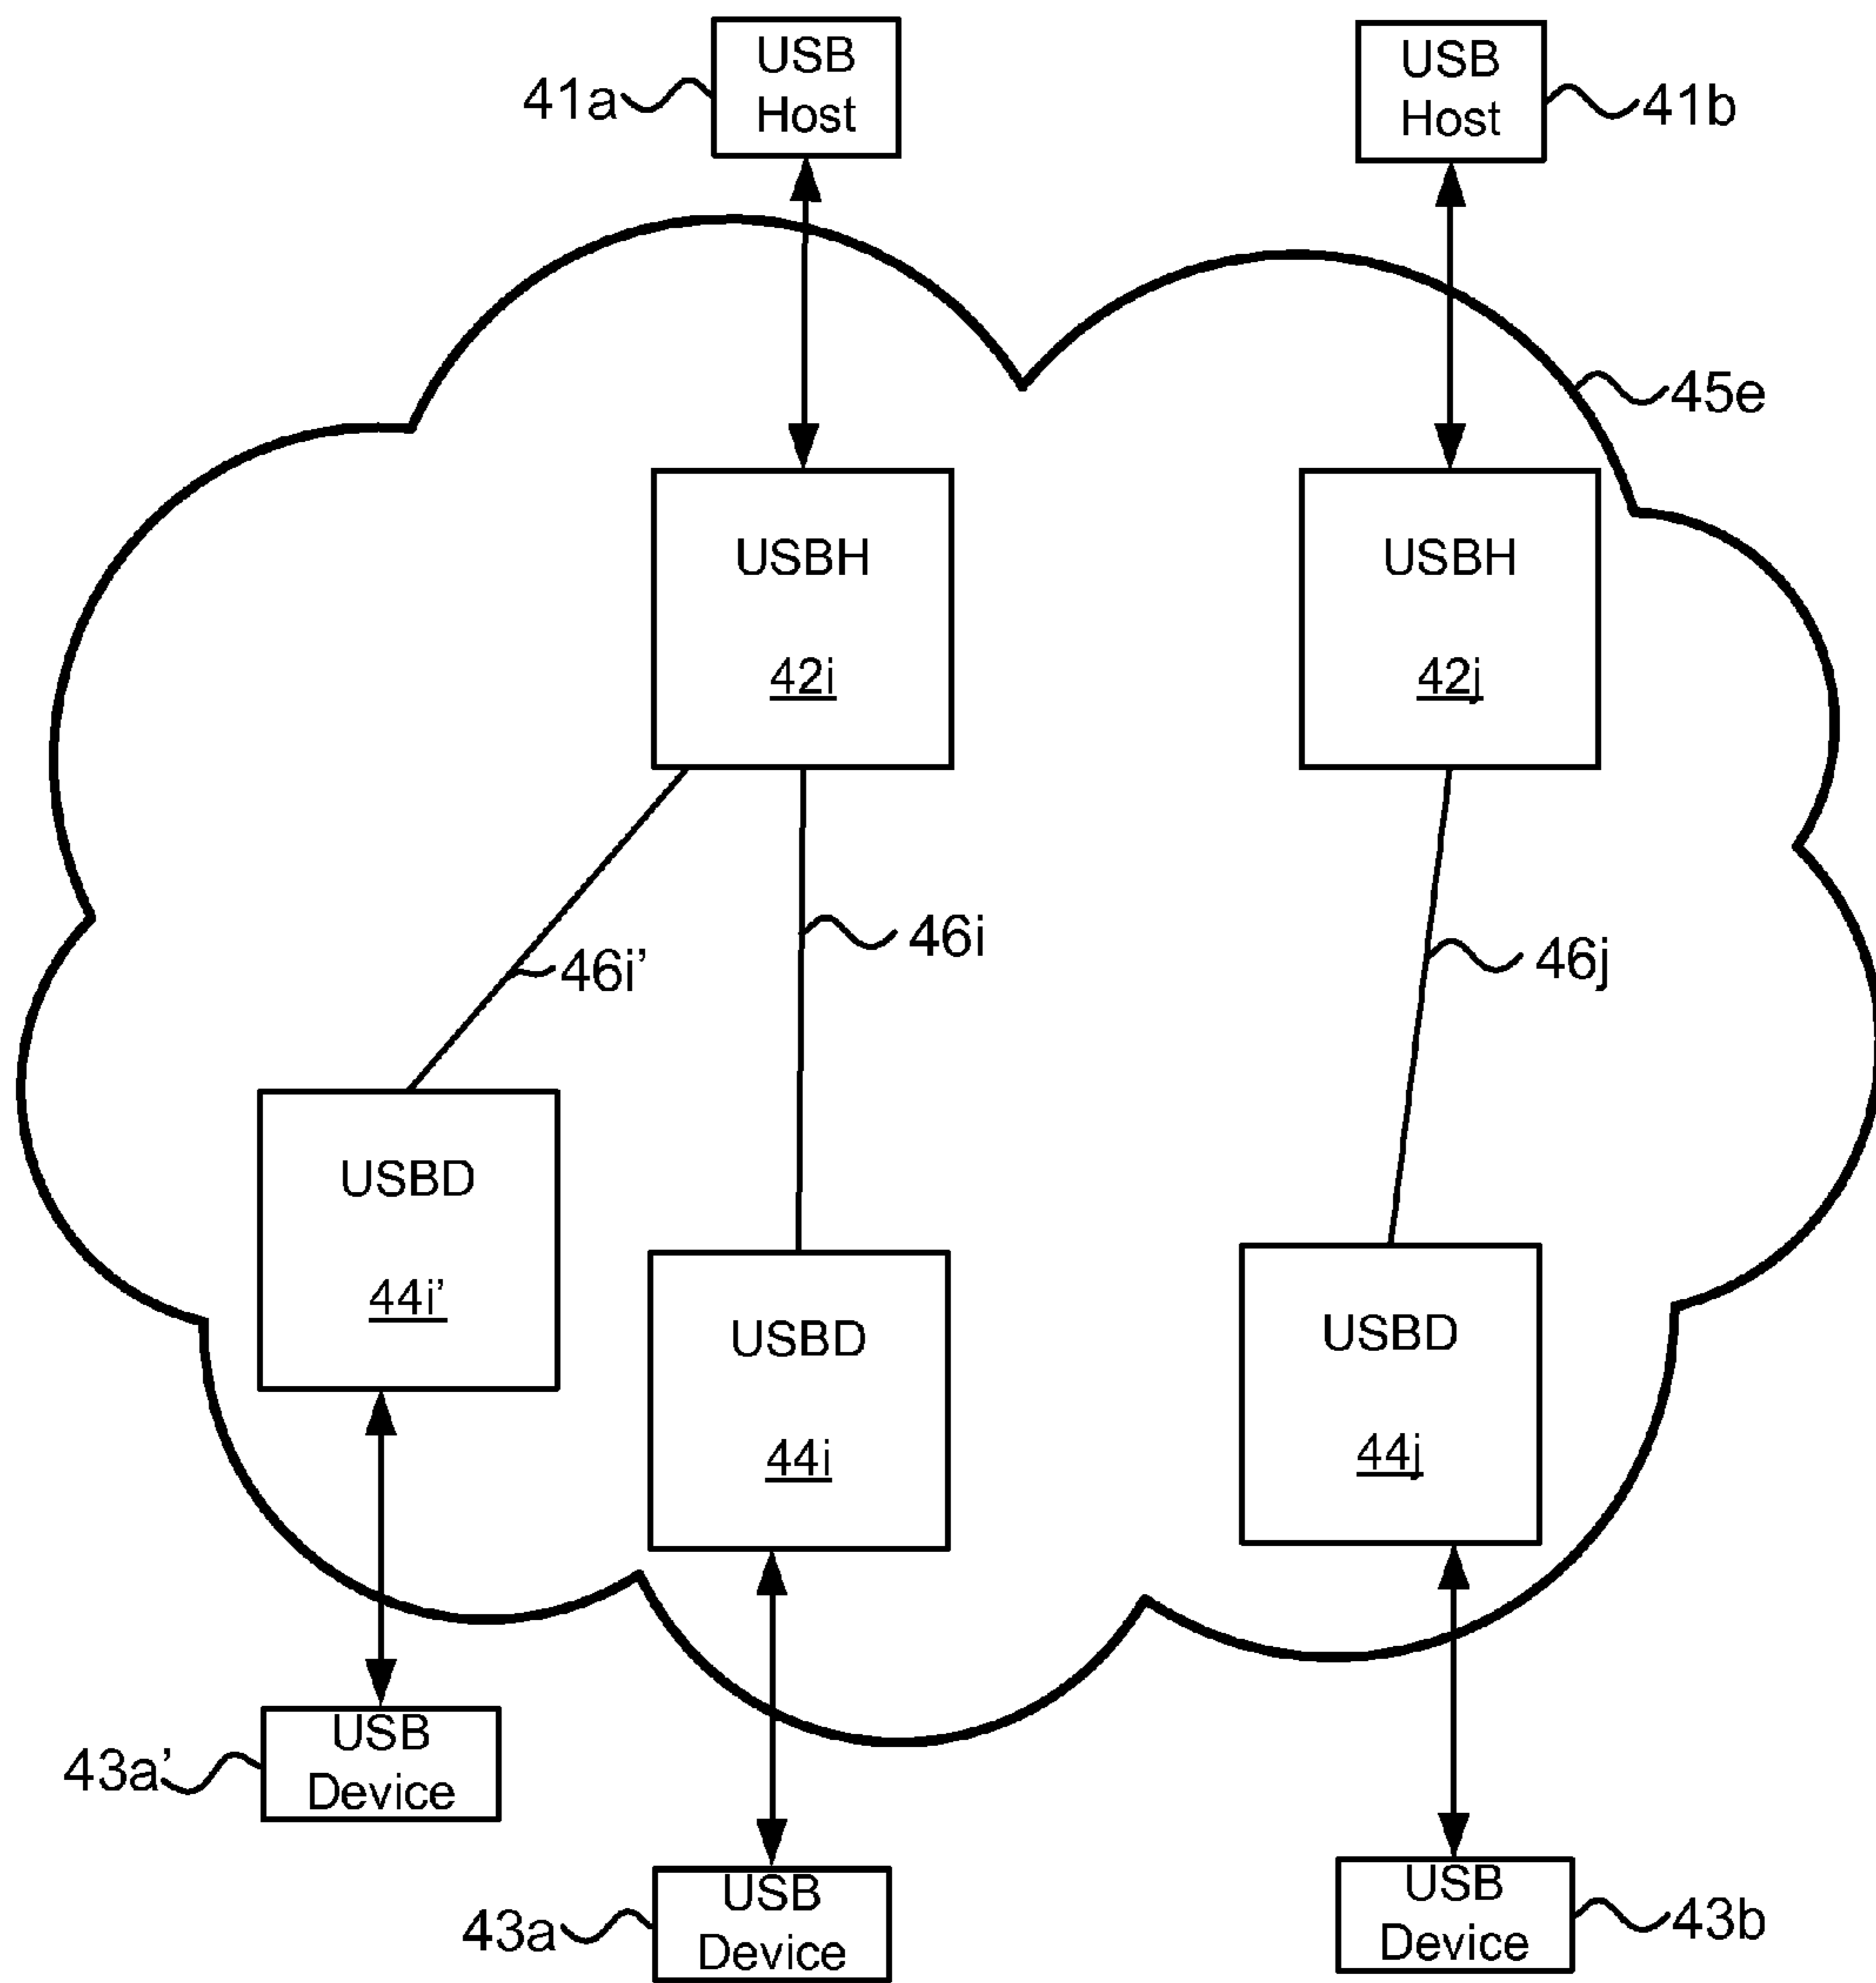 USB
Host
41a
USB
Host
41b
45e
USBH
42i
USBH
42j
46i’
46i
46j
USBD
44i’
USBD
44i
USBD
44j
USB
Device
43a’
USB
Device
43a
USB
Device
43b